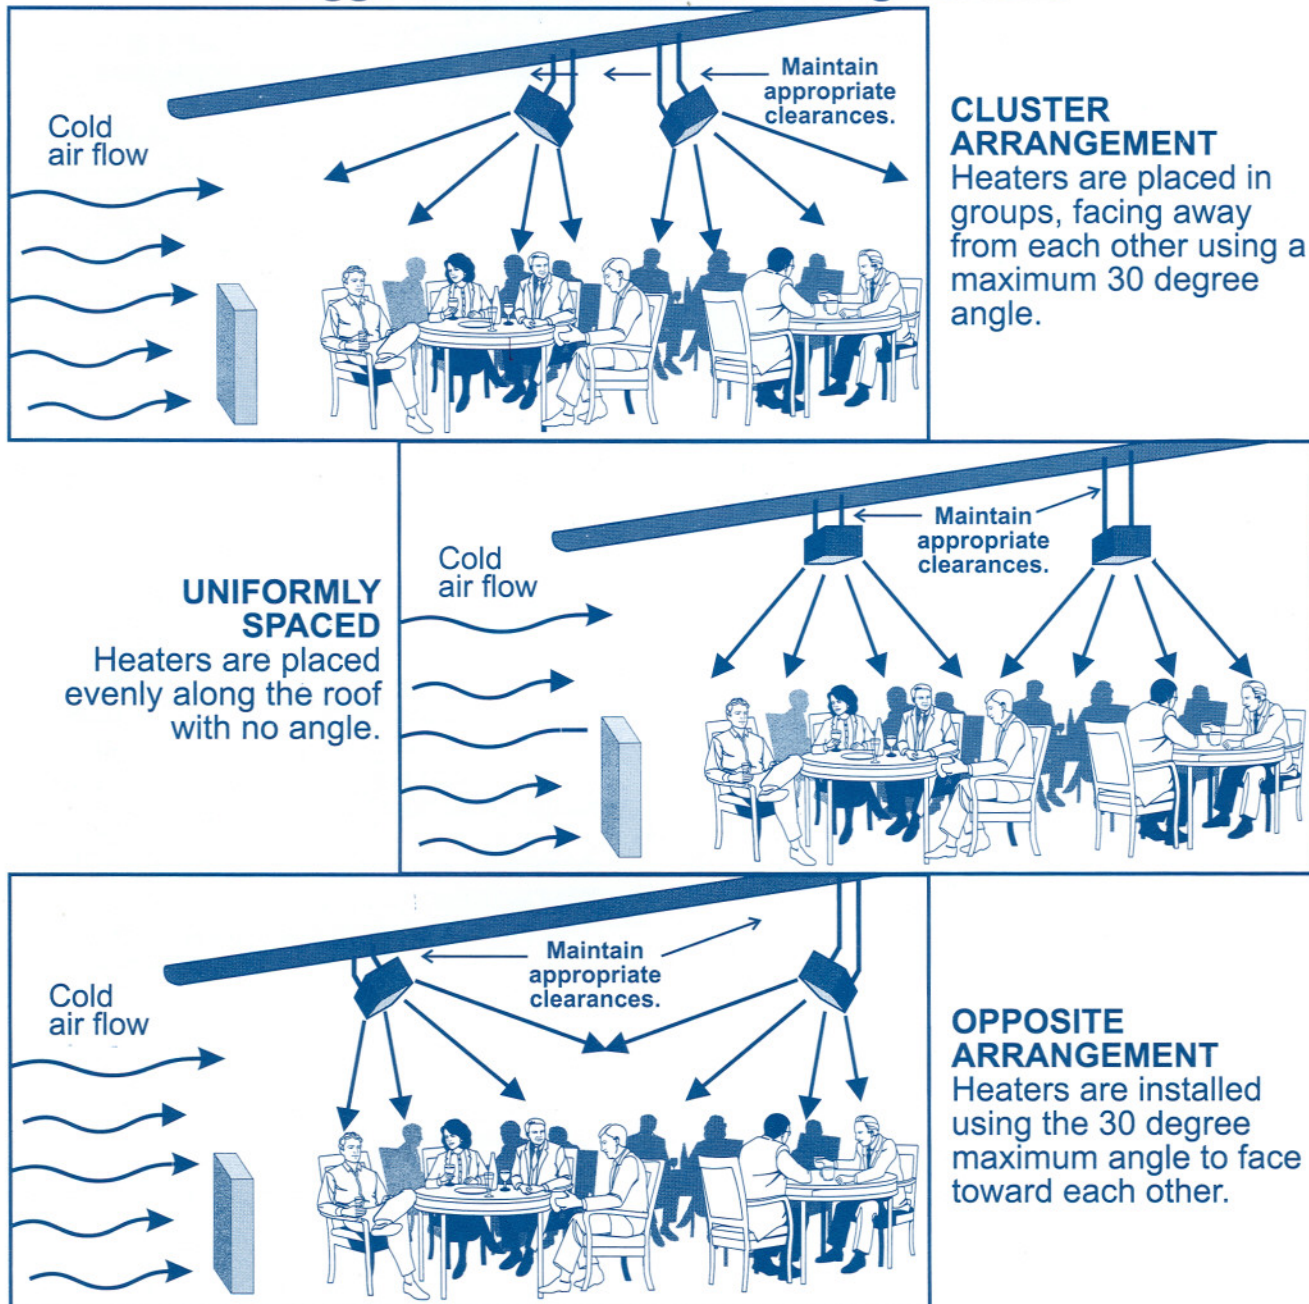 Maintain
appropriate
clearances.
Cold
air flow
CLUSTER
ARRANGEMENT
Heaters are placed in
groups, facing away
from each other using a
maximum 30 degree
angle.
Maintain
appropriate
clearances.
Cold
air flow
UNIFORMLY
SPACED
Heaters are placed
evenly along the roof
with no angle.
Maintain
appropriate
clearances.
Cold
air flow
OPPOSITE
ARRANGEMENT
Heaters are installed
using the 30 degree
maximum angle to face
toward each other.